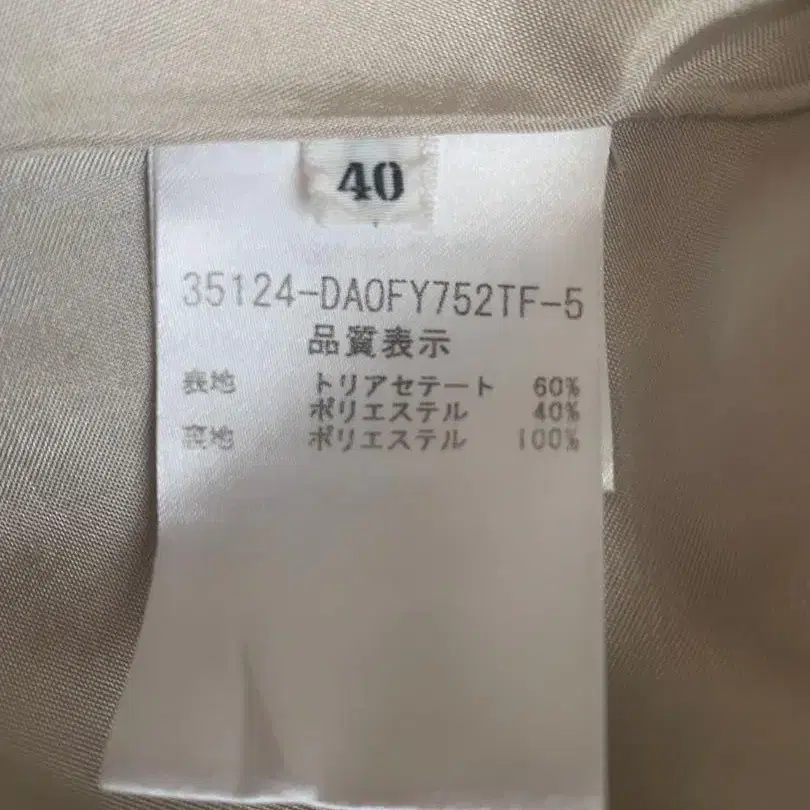 40
35124-DA0FY752TF-5
品質表示
表地 トリアセテート 60%
ポリエステル 40%
裏地 ポリエステル 100%